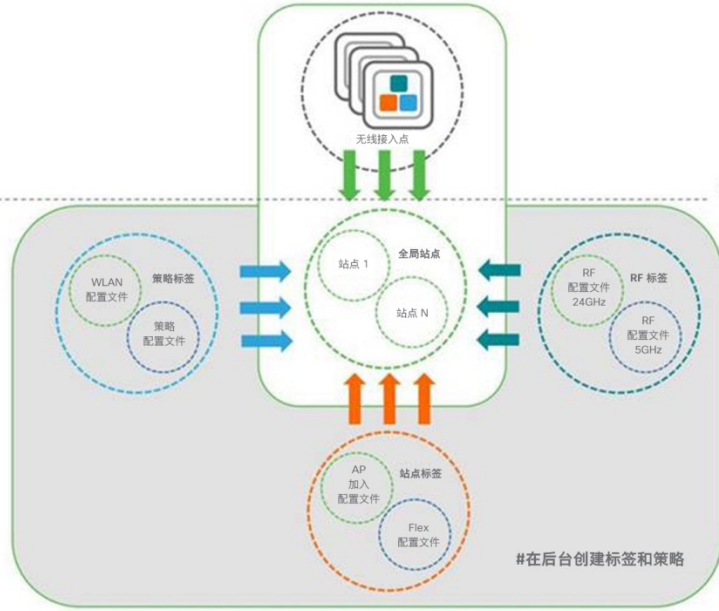 无线接入点
站点 1
全局站点
站点 N
WLAN
配置文件
策略标签
策略
配置文件
RF
配置文件
24GHz
RF 标签
RF
配置文件
5GHz
AP
加入
配置文件
站点标签
Flex
配置文件
#在后台创建标签和策略